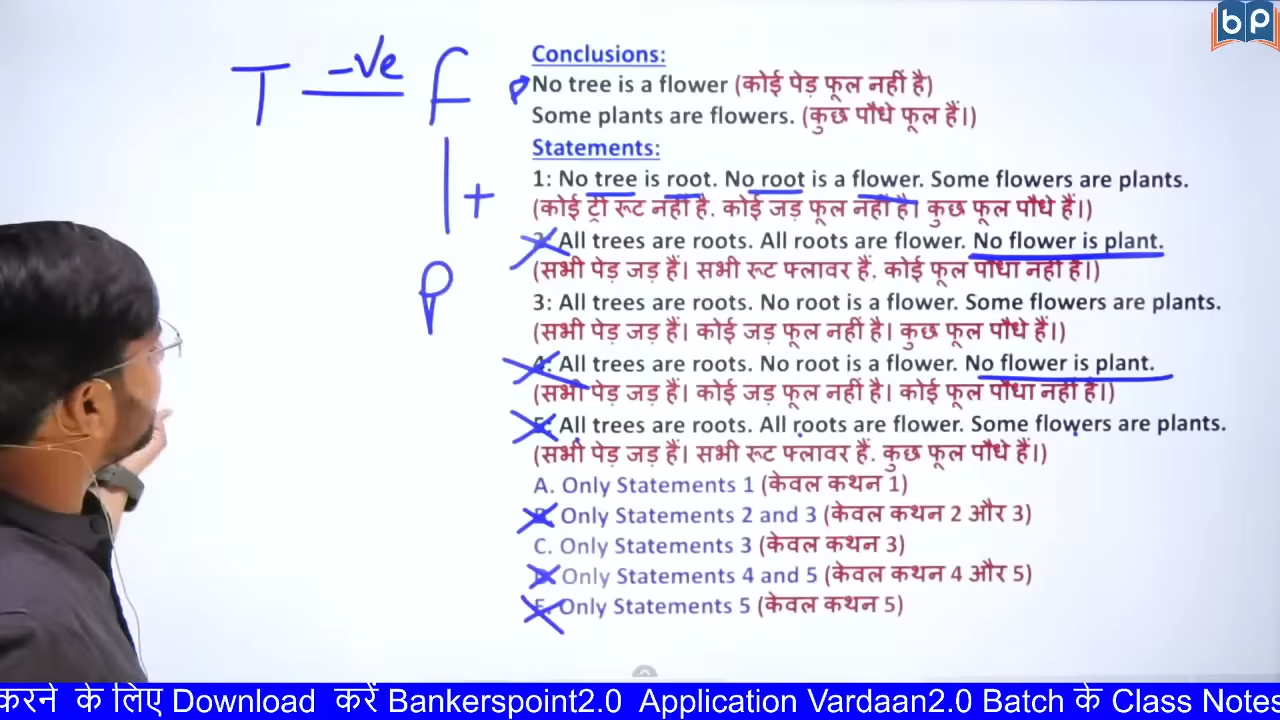 bp
T -ve F
+
P
Conclusions:
P No tree is a flower (कोई पेड़ फूल नहीं है)
Some plants are flowers. (कुछ पौधे फूल हैं।)
Statements:
1: No tree is root. No root is a flower. Some flowers are plants.
(कोई ट्री रूट नहीं है. कोई जड़ फूल नहीं है। कुछ फूल पौधे हैं।)
All trees are roots. All roots are flower. No flower is plant.
(सभी पेड़ जड़ हैं। सभी रूट फ्लावर हैं. कोई फूल पौधा नहीं है।)
3: All trees are roots. No root is a flower. Some flowers are plants.
(सभी पेड़ जड़ हैं। कोई जड़ फूल नहीं है। कुछ फूल पौधे हैं।)
4: All trees are roots. No root is a flower. No flower is plant.
(सभी पेड़ जड़ हैं। कोई जड़ फूल नहीं है। कोई फूल पौधा नहीं है।)
5: All trees are roots. All roots are flower. Some flowers are plants.
(सभी पेड़ जड़ हैं। सभी रूट फ्लावर हैं. कुछ फूल पौधे हैं।)
A. Only Statements 1 (केवल कथन 1)
Only Statements 2 and 3 (केवल कथन 2 और 3)
C. Only Statements 3 (केवल कथन 3)
Only Statements 4 and 5 (केवल कथन 4 और 5)
E. Only Statements 5 (केवल कथन 5)
करने के लिए Download करें Bankerspoint2.0 Application Vardaan2.0 Batch के Class Notes